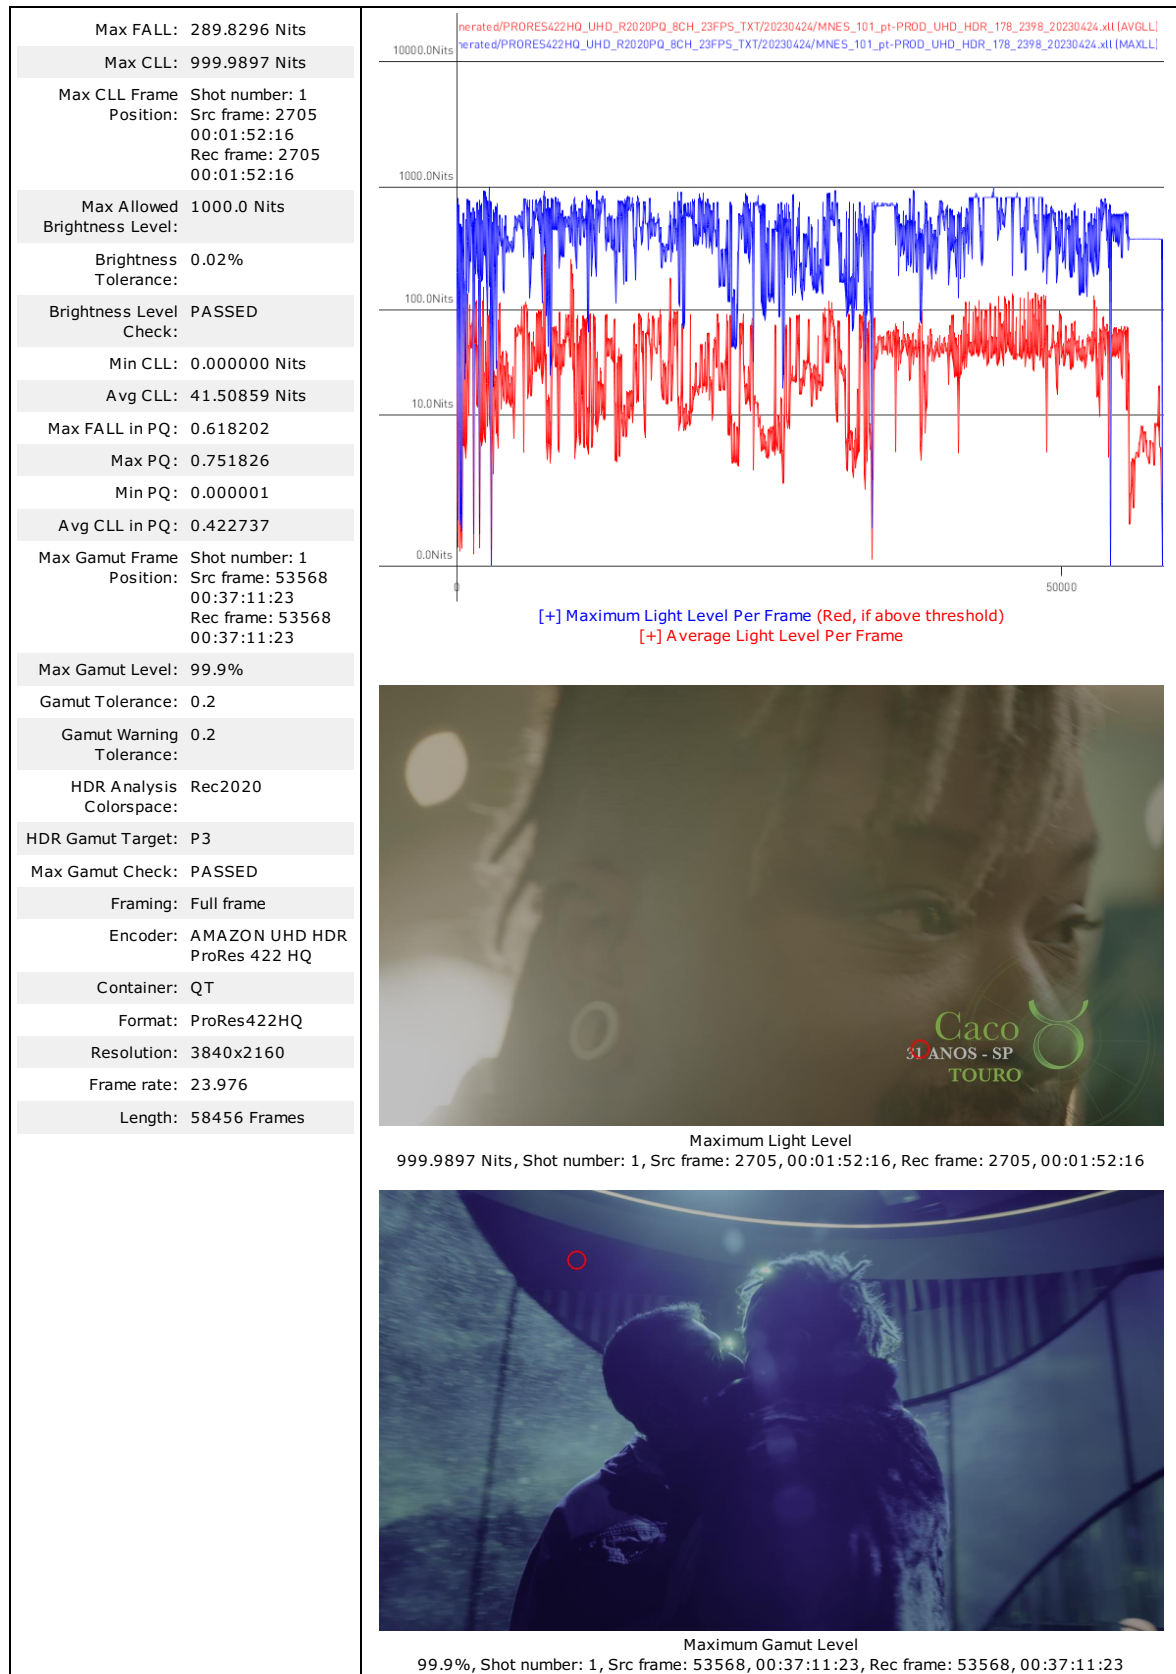 Max FALL: 289.8296 Nits
Max CLL: 999.9897 Nits
Max CLL Frame Position: Shot number: 1
Src frame: 2705
00:01:52:16
Rec frame: 2705
00:01:52:16
Max Allowed Brightness Level: 1000.0 Nits
Brightness Tolerance: 0.02%
Brightness Level Check: PASSED
Min CLL: 0.000000 Nits
Avg CLL: 41.50859 Nits
Max FALL in PQ: 0.618202
Max PQ: 0.751826
Min PQ: 0.000001
Avg CLL in PQ: 0.422737
Max Gamut Frame Position: Shot number: 1
Src frame: 53568
00:37:11:23
Rec frame: 53568
00:37:11:23
Max Gamut Level: 99.9%
Gamut Tolerance: 0.2
Gamut Warning Tolerance: 0.2
HDR Analysis Colorspace: Rec2020
HDR Gamut Target: P3
Max Gamut Check: PASSED
Framing: Full frame
Encoder: AMAZON UHD HDR
ProRes 422 HQ
Container: QT
Format: ProRes422HQ
Resolution: 3840x2160
Frame rate: 23.976
Length: 58456 Frames
nerated/PRORES422HQ_UHD_R2020PQ_8CH_23FPS_TXT/20230424/MNES_101_pt-PROD_UHD_HDR_178_2398_20230424.xll (AVGLL)
nerated/PRORES422HQ_UHD_R2020PQ_8CH_23FPS_TXT/20230424/MNES_101_pt-PROD_UHD_HDR_178_2398_20230424.xll (MAXLL)
10000.0Nits
1000.0Nits
100.0Nits
10.0Nits
0.0Nits
0
50000
[+] Maximum Light Level Per Frame (Red, if above threshold)
[+] Average Light Level Per Frame
Caco
31 ANOS - SP
TOURO
Maximum Light Level
999.9897 Nits, Shot number: 1, Src frame: 2705, 00:01:52:16, Rec frame: 2705, 00:01:52:16
Maximum Gamut Level
99.9%, Shot number: 1, Src frame: 53568, 00:37:11:23, Rec frame: 53568, 00:37:11:23